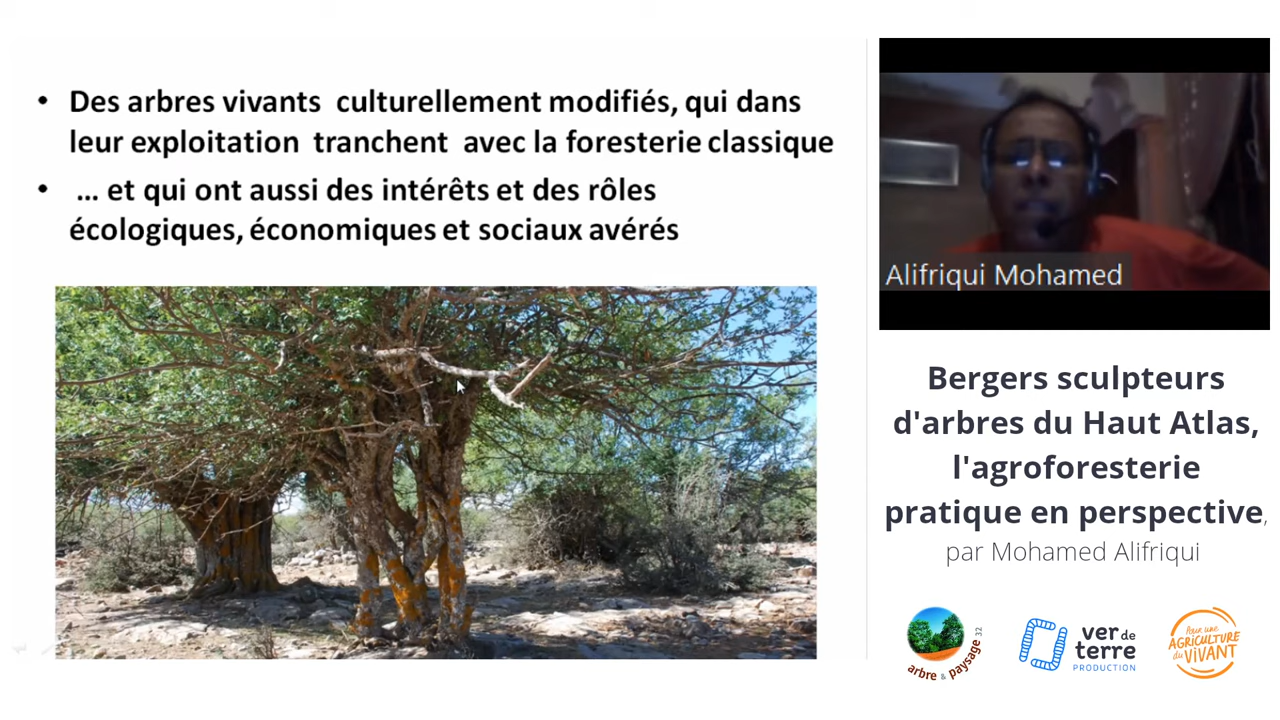 • Des arbres vivants culturellement modifiés, qui dans
leur exploitation tranchent avec la foresterie classique
• ... et qui ont aussi des intérêts et des rôles
écologiques, économiques et sociaux avérés
Alifriqui Mohamed
Bergers sculpteurs
d'arbres du Haut Atlas,
l'agroforesterie
pratique en perspective,
par Mohamed Alifriqui
arbre & paysage 32
ver de
terre
PRODUCTION
Pour une
AGRICULTURE
du VIVANT